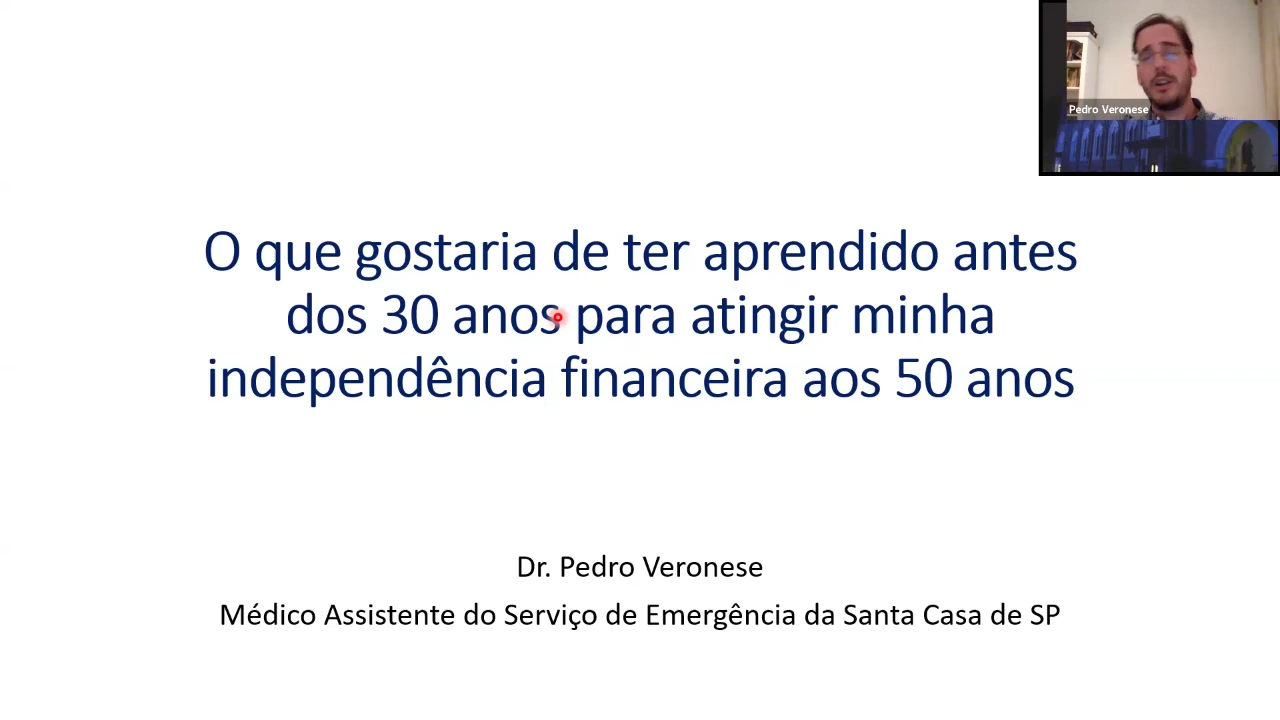 Pedro Veronese
O que gostaria de ter aprendido antes
dos 30 anos para atingir minha
independência financeira aos 50 anos
Dr. Pedro Veronese
Médico Assistente do Serviço de Emergência da Santa Casa de SP